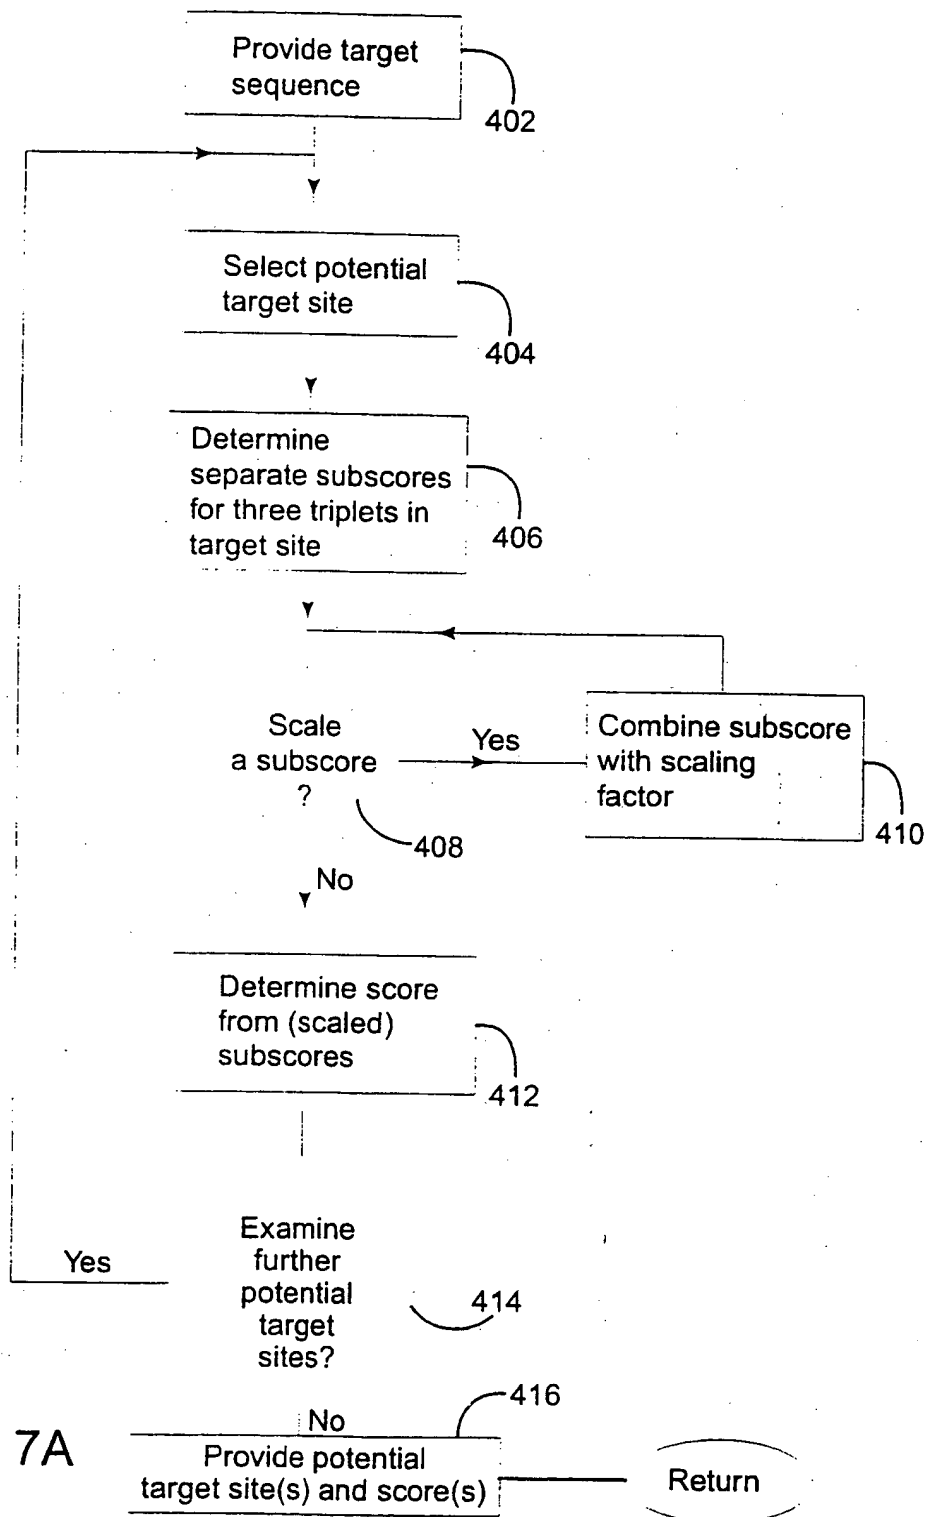 Provide target
sequence
402
Select potential
target site
404
Determine
separate subscores
for three triplets in
target site
406
Scale
a subscore
?
408
Yes
Combine subscore
with scaling
factor
410
No
Determine score
from (scaled)
subscores
412
Examine
further
potential
target
sites?
414
Yes
No
416
Provide potential
target site(s) and score(s)
Return
7A